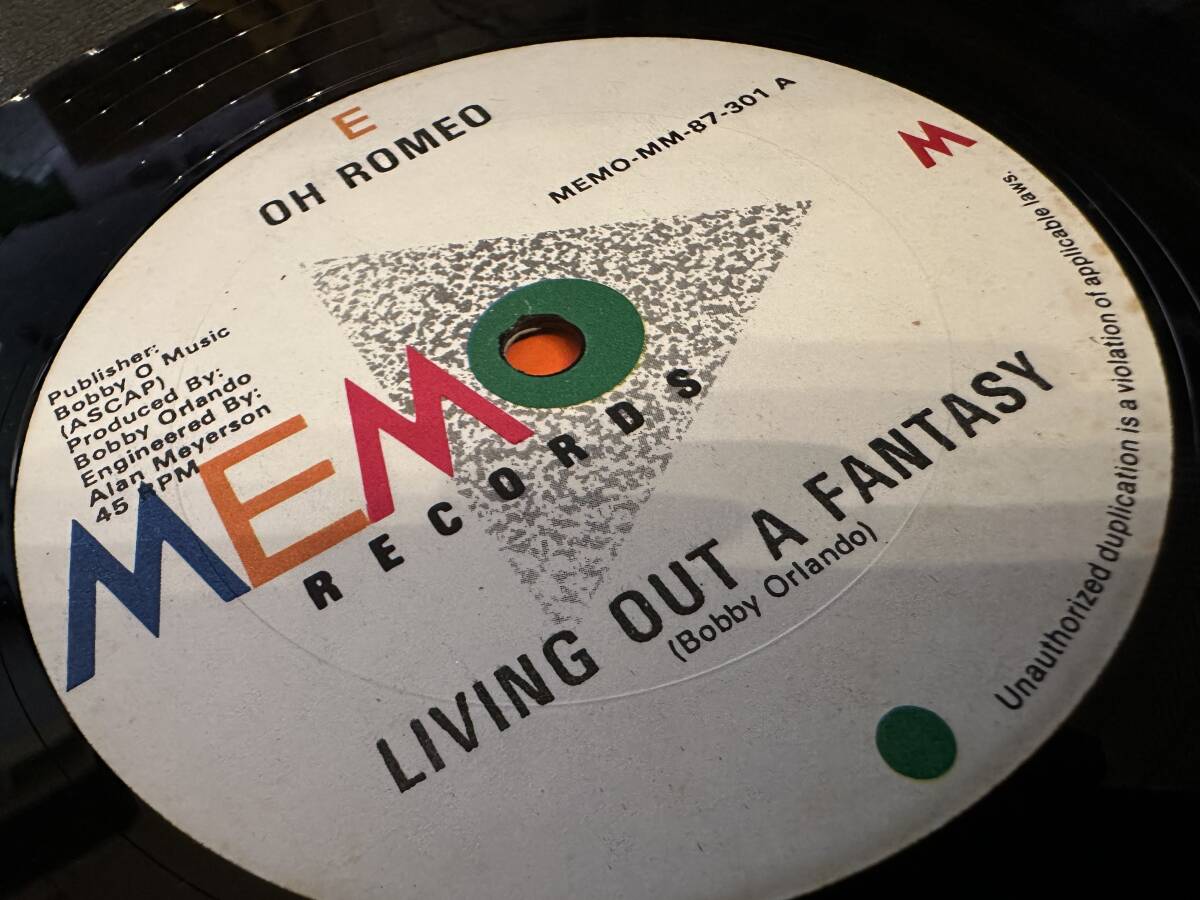 E
OH ROMEO
MEMO-MM-87-301 A
M
Publisher:
Bobby O Music
(ASCAP)
Produced By:
Bobby Orlando
Engineered By:
Alan Meyerson
45 RPM
MEMO
RECORDS
LIVING OUT A FANTASY
(Bobby Orlando)
Unauthorized duplication is a violation of applicable laws.